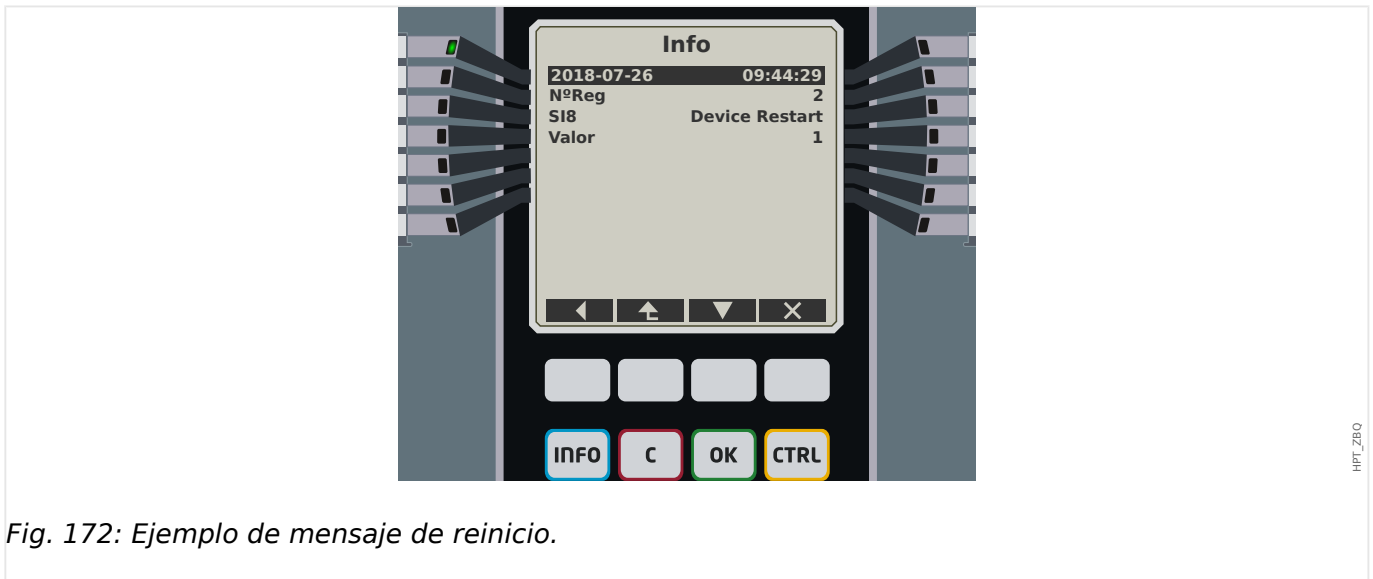 Info
2018-07-26 09:44:29
NºReg 2
SI8 Device Restart
Valor 1
INFO C OK CTRL
HPT_ZBQ
Fig. 172: Ejemplo de mensaje de reinicio.